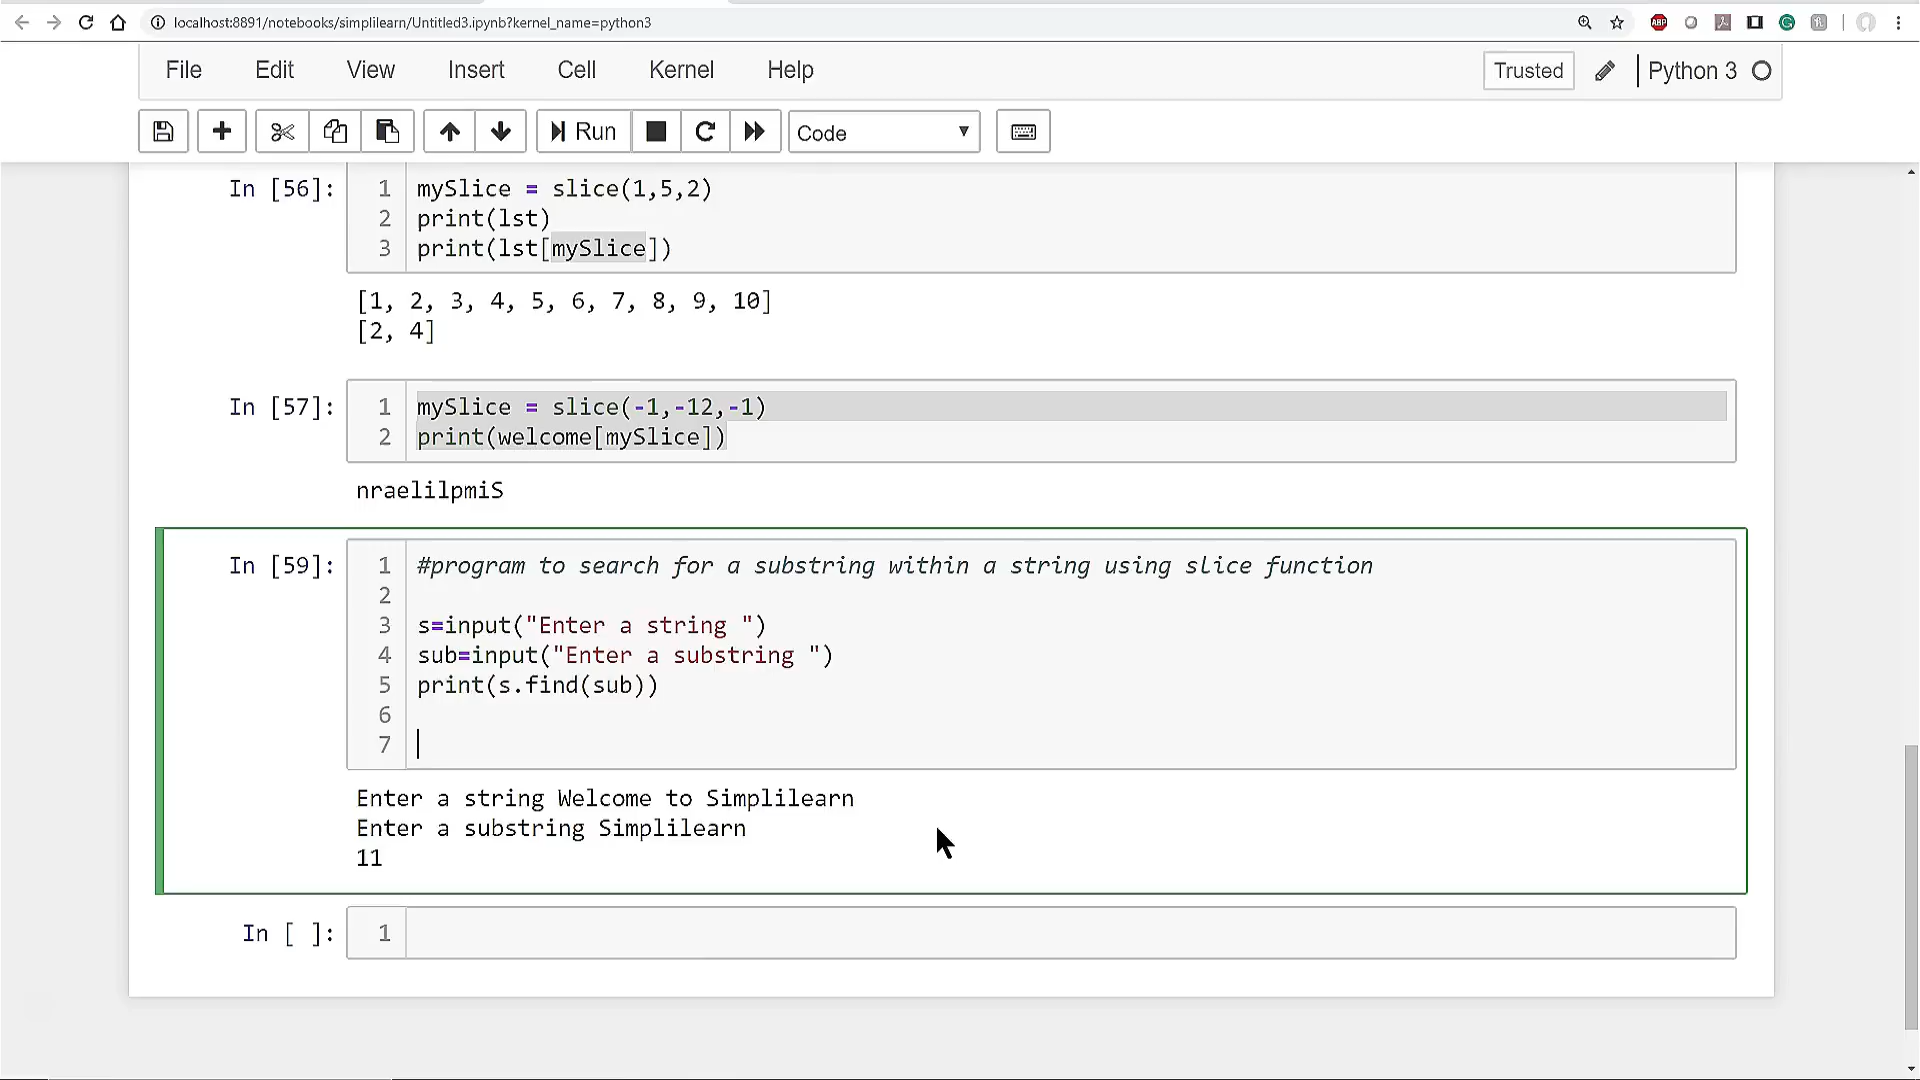 localhost:8891/notebooks/simplilearn/Untitled3.ipynb?kernel_name=python3
ABP
File Edit View Insert Cell Kernel Help Trusted Python 3
Run Code
In [56]: 1 mySlice = slice(1,5,2)
2 print(lst)
3 print(lst[mySlice])
[1, 2, 3, 4, 5, 6, 7, 8, 9, 10]
[2, 4]
In [57]: 1 mySlice = slice(-1,-12,-1)
2 print(welcome[mySlice])
nraelilpmiS
In [59]: 1 #program to search for a substring within a string using slice function
2
3 s=input("Enter a string ")
4 sub=input("Enter a substring ")
5 print(s.find(sub))
6
7
Enter a string Welcome to Simplilearn
Enter a substring Simplilearn
11
In [ ]: 1